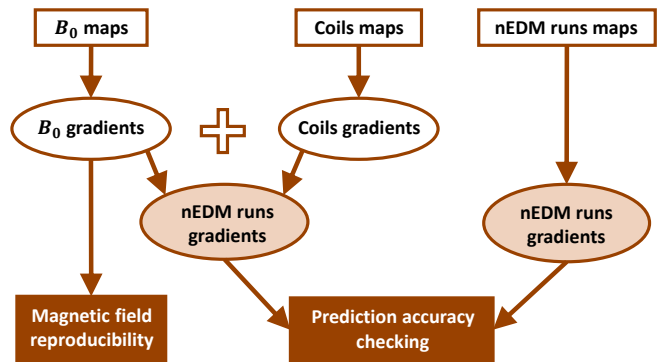 B₀ maps
Coils maps
nEDM runs maps
B₀ gradients
Coils gradients
nEDM runs
gradients
nEDM runs
gradients
Magnetic field
reproducibility
Prediction accuracy
checking